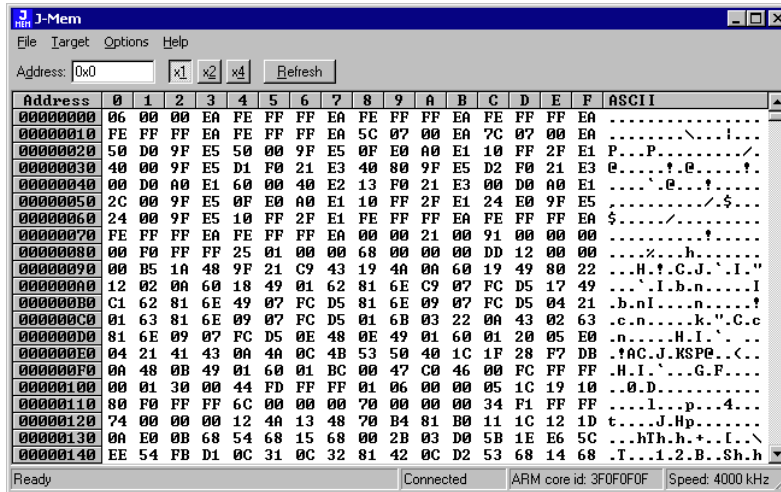 J-Mem
File Target Options Help
Address: 0x0 x1 x2 x4 Refresh
Address 0 1 2 3 4 5 6 7 8 9 A B C D E F ASCII
00000000 06 00 00 EA FE FF FF EA FE FF FF EA FE FF FF EA ................
00000010 FE FF FF EA FE FF FF EA 5C 07 00 EA 7C 07 00 EA ........\...|...
00000020 50 D0 9F E5 50 00 9F E5 0F E0 A0 E1 10 FF 2F E1 P...P........./.
00000030 40 00 9F E5 D1 F0 21 E3 40 80 9F E5 D2 F0 21 E3 @.....!.@.....!.
00000040 00 D0 A0 E1 60 00 40 E2 13 F0 21 E3 00 D0 A0 E1 ....`.@...!.....
00000050 2C 00 9F E5 0F E0 A0 E1 10 FF 2F E1 24 E0 9F E5 ,........./.$...
00000060 24 00 9F E5 10 FF 2F E1 FE FF FF EA FE FF FF EA $...../.........
00000070 FE FF FF EA FE FF FF EA 00 00 21 00 91 00 00 00 ..........!.....
00000080 00 F0 FF FF 25 01 00 00 68 00 00 00 DD 12 00 00 ....%...h.......
00000090 00 B5 1A 48 9F 21 C9 43 19 4A 0A 60 19 49 80 22 ...H.!.C.J.`.I."
000000A0 12 02 0A 60 18 49 01 62 81 6E C9 07 FC D5 17 49 ...`.I.b.n.....I
000000B0 C1 62 81 6E 49 07 FC D5 81 6E 09 07 FC D5 04 21 .b.nI....n.....!
000000C0 01 63 81 6E 09 07 FC D5 01 6B 03 22 0A 43 02 63 .c.n.....k.".C.c
000000D0 81 6E 09 07 FC D5 0E 48 0E 49 01 60 01 20 05 E0 .n.....H.I.`. ..
000000E0 04 21 41 43 0A 4A 0C 4B 53 50 40 1C 1F 28 F7 DB .!AC.J.KSP@..(..
000000F0 0A 48 0B 49 01 60 01 BC 00 47 C0 46 00 FC FF FF .H.I.`...G.F....
00000100 00 01 30 00 44 FD FF FF 01 06 00 00 05 1C 19 10 ..0.D...........
00000110 80 F0 FF FF 6C 00 00 00 70 00 00 00 34 F1 FF FF ....l...p...4...
00000120 74 00 00 00 12 4A 13 48 70 B4 81 B0 11 1C 12 1D t....J.Hp.......
00000130 0A E0 0B 68 54 68 15 68 00 2B 03 D0 5B 1E E6 5C ...hTh.h.+..[..\
00000140 EE 54 FB D1 0C 31 0C 32 81 42 0C D2 53 68 14 68 .T...1.2.B..Sh.h
Ready Connected ARM core id: 3F0F0F0F Speed: 4000 kHz